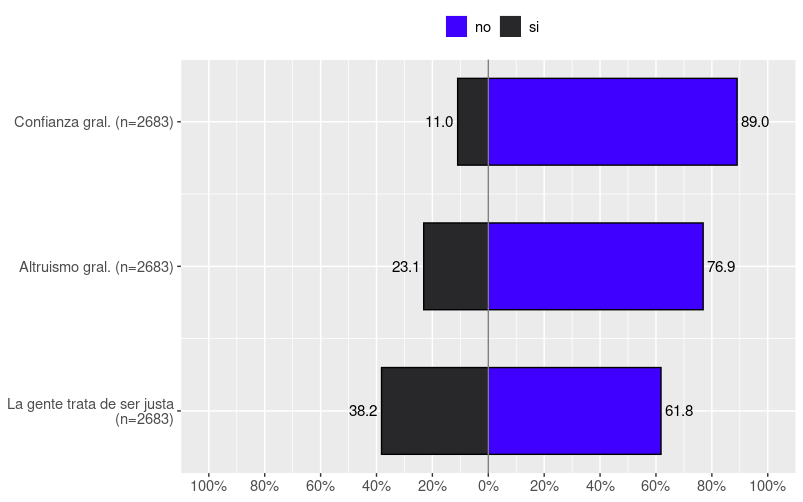 no si
Confianza gral. (n=2683) 11.0 89.0
Altruismo gral. (n=2683) 23.1 76.9
La gente trata de ser justa
(n=2683) 38.2 61.8
100% 80% 60% 40% 20% 0% 20% 40% 60% 80% 100%